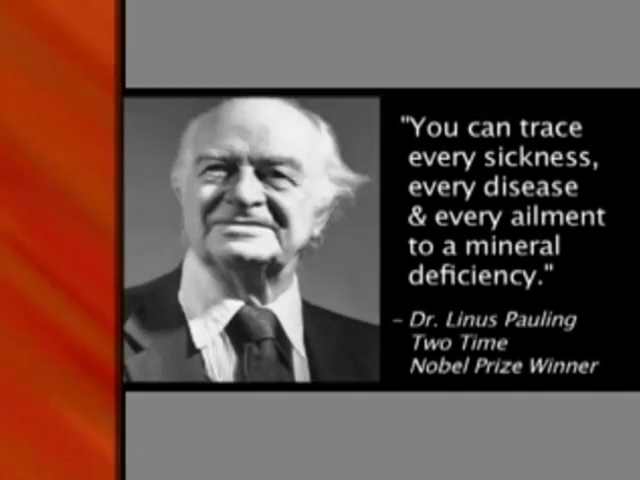 "You can trace
every sickness,
every disease
& every ailment
to a mineral
deficiency."
– Dr. Linus Pauling
Two Time
Nobel Prize Winner